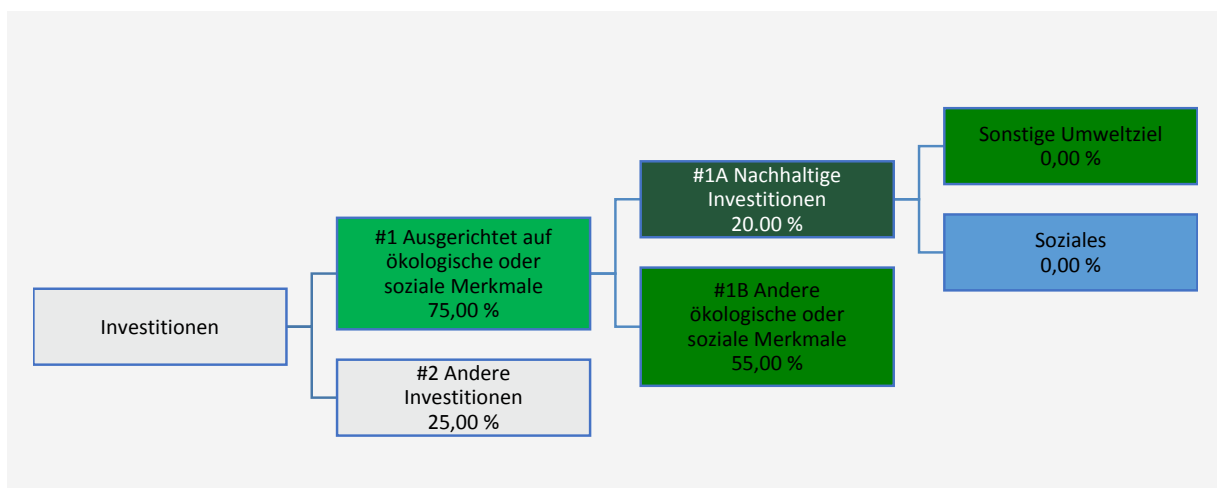 Investitionen
#1 Ausgerichtet auf
ökologische oder
soziale Merkmale
75,00 %
#2 Andere
Investitionen
25,00 %
#1A Nachhaltige
Investitionen
20.00 %
#1B Andere
ökologische oder
soziale Merkmale
55,00 %
Sonstige Umweltziel
0,00 %
Soziales
0,00 %